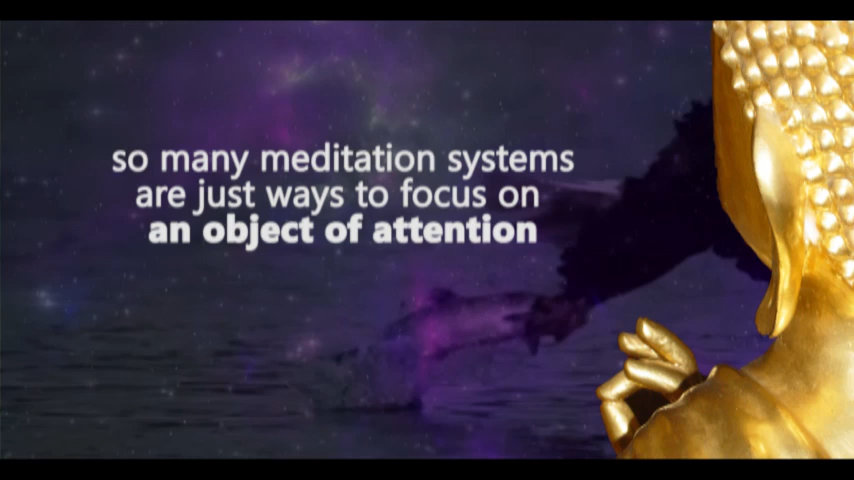 so many meditation systems
are just ways to focus on
an object of attention